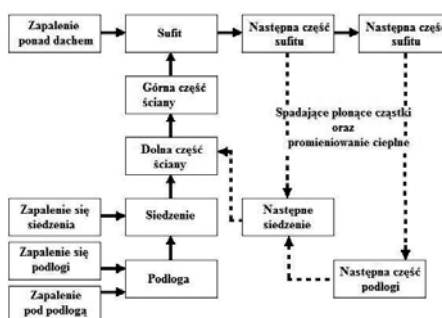 Zapalenie
ponad dachem
Sufit
Następna część
sufitu
Następna część
sufitu
Górna część
ściany
Spadające płonące cząstki
oraz
promieniowanie cieplne
Dolna część
ściany
Zapalenie się
siedzenia
Siedzenie
Następne
siedzenie
Zapalenie się
podłogi
Podłoga
Następna część
podłogi
Zapalenie
pod podłogą